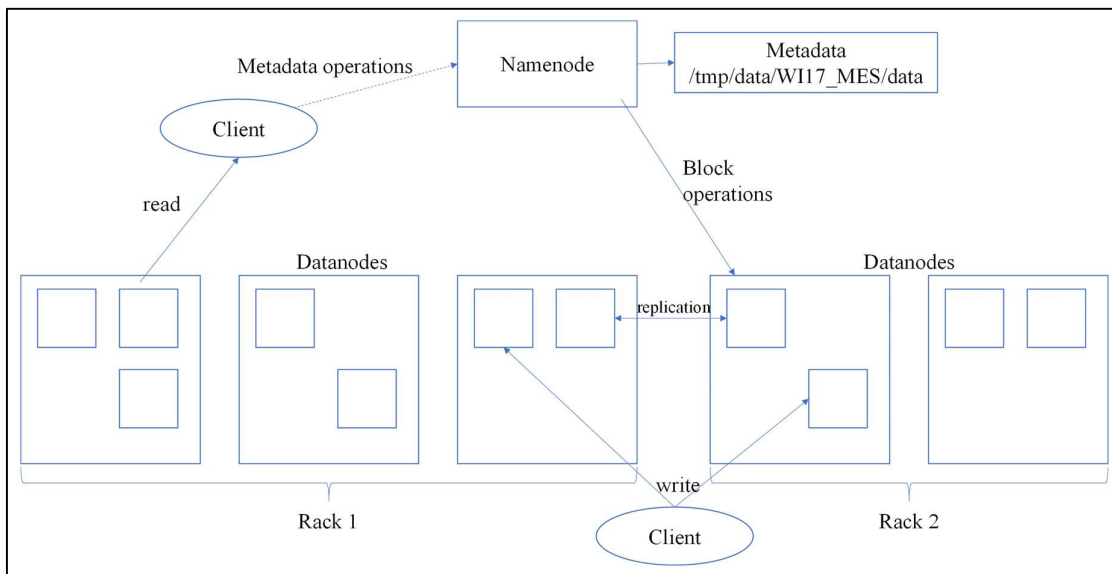 Metadata operations
Namenode
Metadata
/tmp/data/WI17_MES/data
Client
Block
operations
read
Datanodes
Datanodes
replication
write
Rack 1
Client
Rack 2